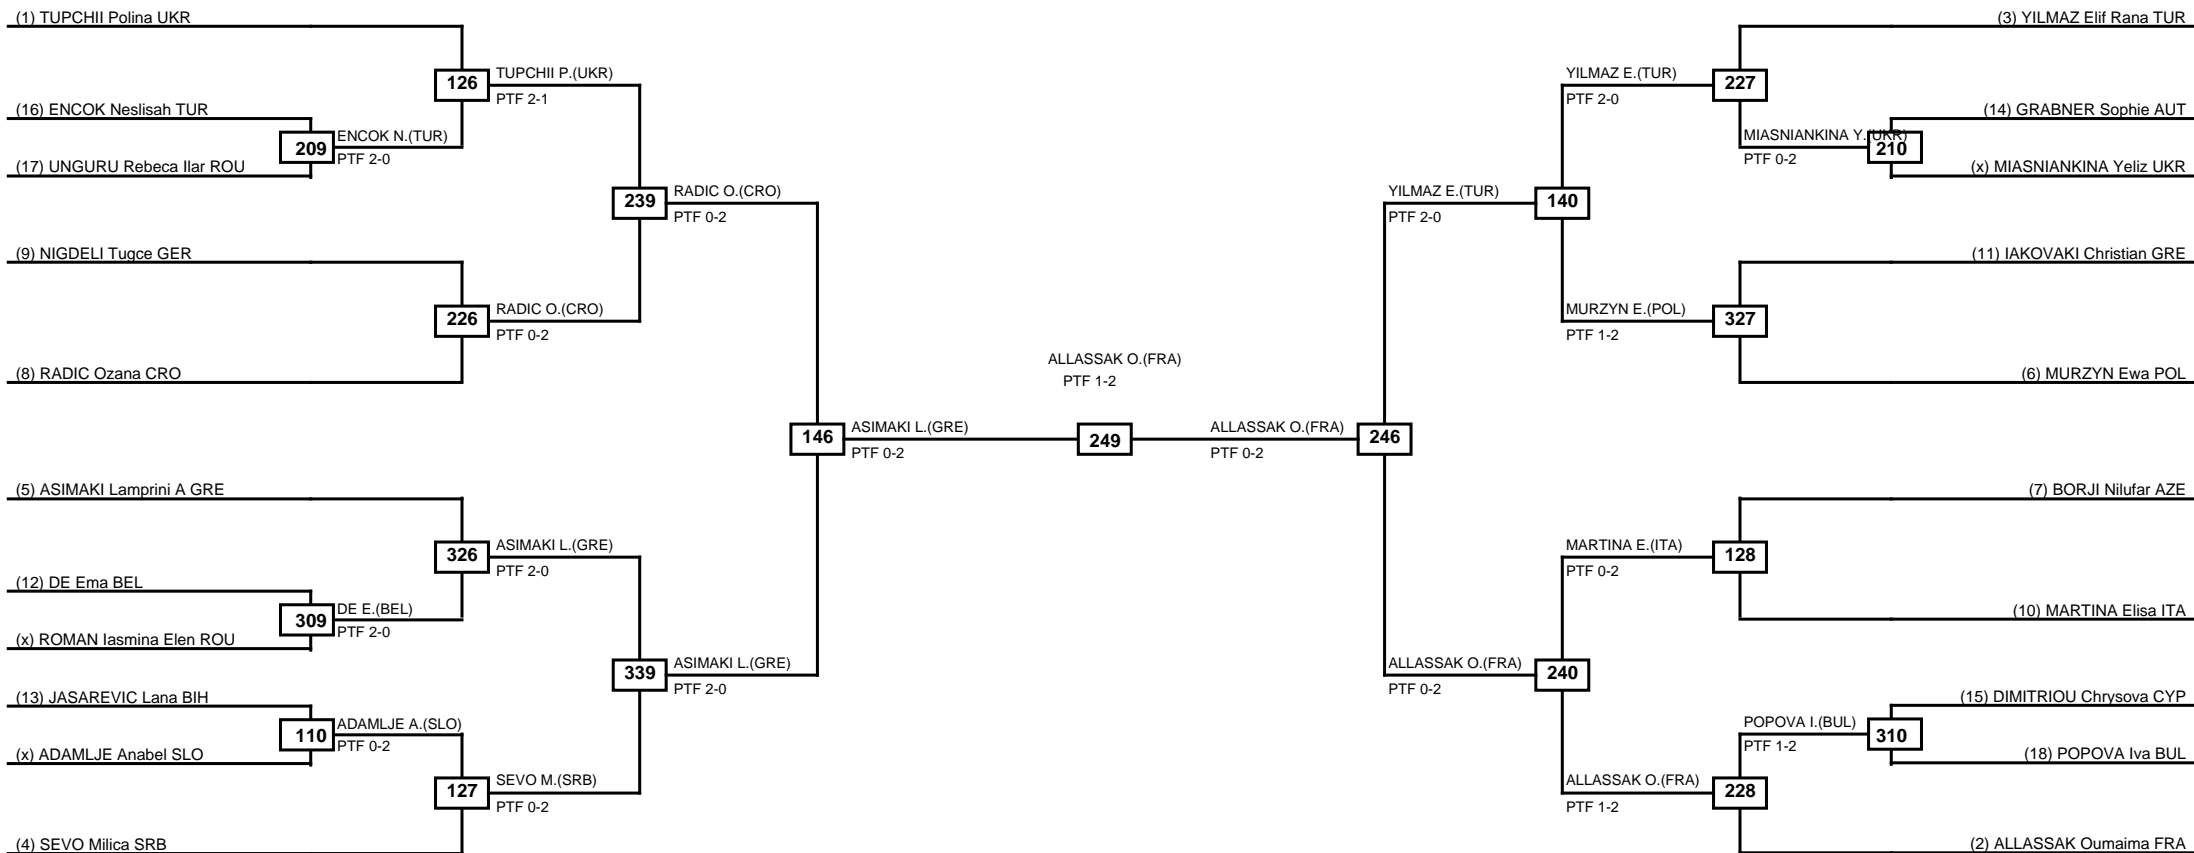 (1) TUPCHII Polina UKR
(16) ENCOK Neslisah TUR
(17) UNGURU Rebeca Ilar ROU
(9) NIGDELI Tugce GER
(8) RADIC Ozana CRO
(5) ASIMAKI Lamprini A GRE
(12) DE Ema BEL
(x) ROMAN Iasmina Elen ROU
(13) JASAREVIC Lana BIH
(x) ADAMLJE Anabel SLO
(4) SEVO Milica SRB
209
ENCOK N.(TUR)
PTF 2-0
309
DE E.(BEL)
PTF 2-0
110
ADAMLJE A.(SLO)
PTF 0-2
126
TUPCHII P.(UKR)
PTF 2-1
226
RADIC O.(CRO)
PTF 0-2
326
ASIMAKI L.(GRE)
PTF 2-0
127
SEVO M.(SRB)
PTF 0-2
239
RADIC O.(CRO)
PTF 0-2
339
ASIMAKI L.(GRE)
PTF 2-0
146
ASIMAKI L.(GRE)
PTF 0-2
ALLASSAK O.(FRA)
PTF 1-2
249
ALLASSAK O.(FRA)
PTF 0-2
246
YILMAZ E.(TUR)
PTF 2-0
140
ALLASSAK O.(FRA)
PTF 0-2
240
YILMAZ E.(TUR)
PTF 2-0
227
MURZYN E.(POL)
PTF 1-2
327
MARTINA E.(ITA)
PTF 0-2
128
ALLASSAK O.(FRA)
PTF 1-2
228
MIASNIANKINA Y.(UKR)
PTF 0-2
210
POPOVA I.(BUL)
PTF 1-2
310
(3) YILMAZ Elif Rana TUR
(14) GRABNER Sophie AUT
(x) MIASNIANKINA Yeliz UKR
(11) IAKOVAKI Christian GRE
(6) MURZYN Ewa POL
(7) BORJI Nilufar AZE
(10) MARTINA Elisa ITA
(15) DIMITRIOU Chrysova CYP
(18) POPOVA Iva BUL
(2) ALLASSAK Oumaima FRA